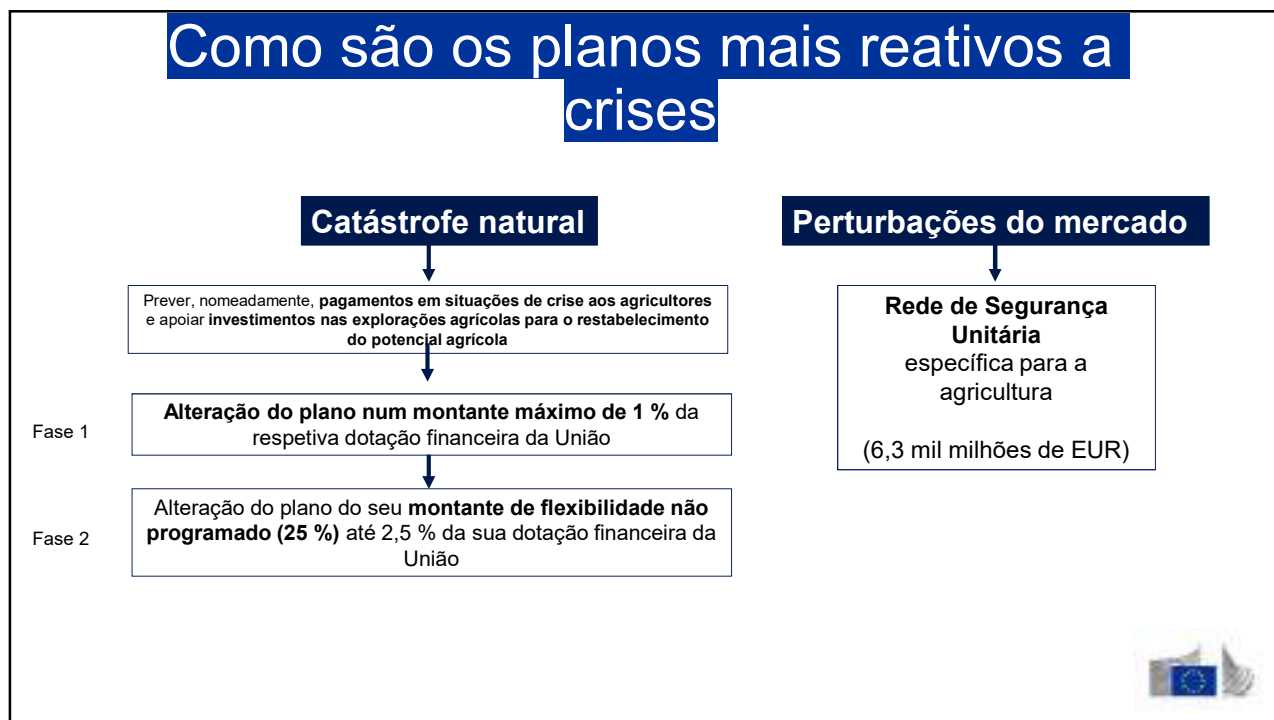 Como são os planos mais reativos a
crises
Catástrofe natural
Prever, nomeadamente, pagamentos em situações de crise aos agricultores
e apoiar investimentos nas explorações agrícolas para o restabelecimento
do potencial agrícola
Fase 1
Alteração do plano num montante máximo de 1 % da
respetiva dotação financeira da União
Fase 2
Alteração do plano do seu montante de flexibilidade não
programado (25 %) até 2,5 % da sua dotação financeira da
União
Perturbações do mercado
Rede de Segurança
Unitária
específica para a
agricultura
(6,3 mil milhões de EUR)